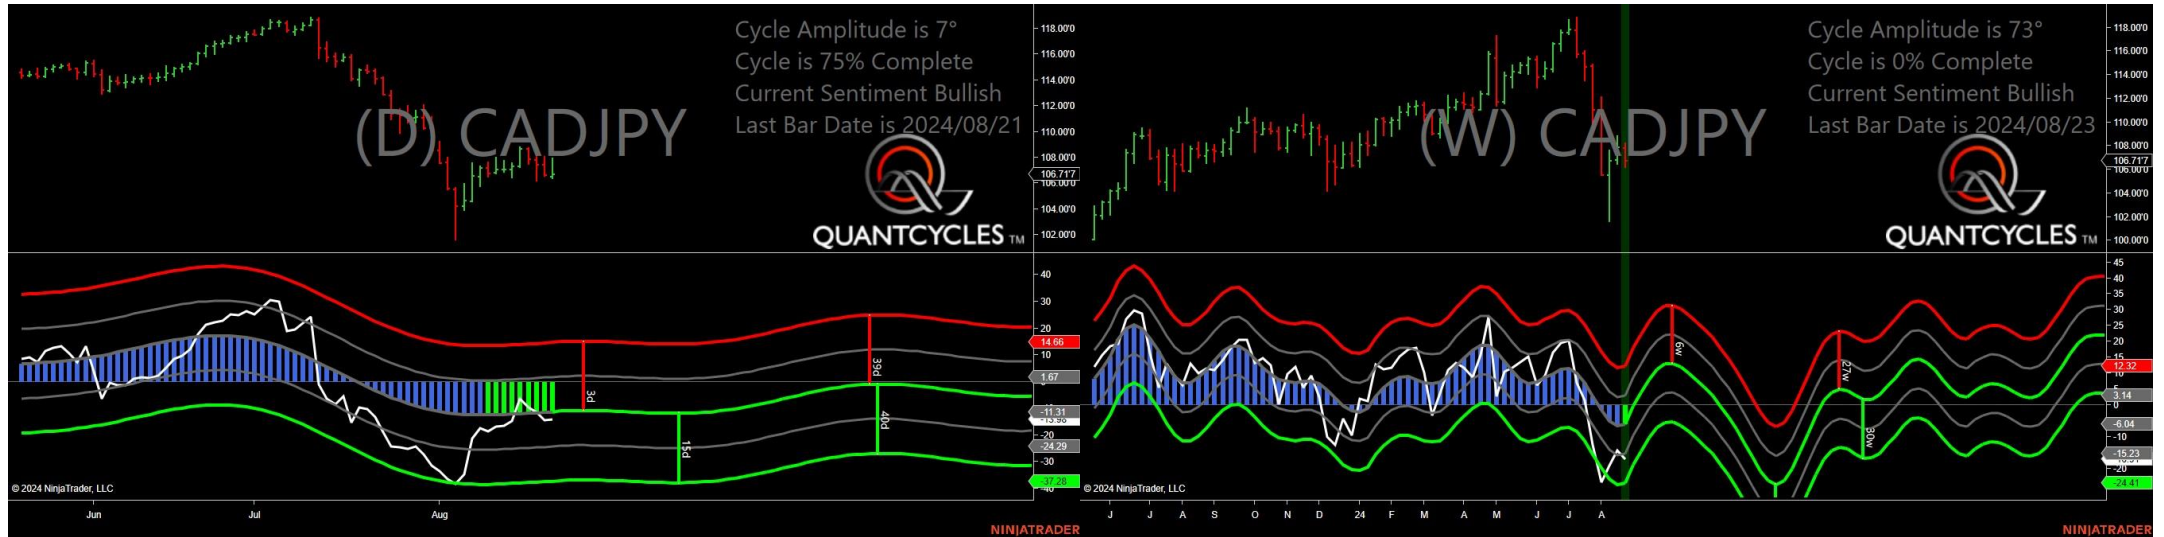 Cycle Amplitude is 7°
Cycle is 75% Complete
Current Sentiment Bullish
Last Bar Date is 2024/08/21
(D) CADJPY
QUANTCYCLES TM
118.00'0
116.00'0
114.00'0
112.00'0
110.00'0
108.00'0
106.71'7
106.00'0
104.00'0
102.00'0
40
30
20
14.66
10
1.67
-11.31
-13.98
-20
-24.29
-30
-37.28
3d
15d
39d
40d
© 2024 NinjaTrader, LLC
Jun
Jul
Aug
NINJATRADER
Cycle Amplitude is 73°
Cycle is 0% Complete
Current Sentiment Bullish
Last Bar Date is 2024/08/23
(W) CADJPY
QUANTCYCLES TM
118.00'0
116.00'0
114.00'0
112.00'0
110.00'0
108.00'0
106.71'7
106.00'0
104.00'0
102.00'0
100.00'0
45
40
35
30
25
20
15
12.32
10
3.14
0
-6.04
-10
-15.23
-20
-24.41
6w
27w
80w
© 2024 NinjaTrader, LLC
J
J
A
S
O
N
D
24
F
M
A
M
J
J
A
NINJATRADER